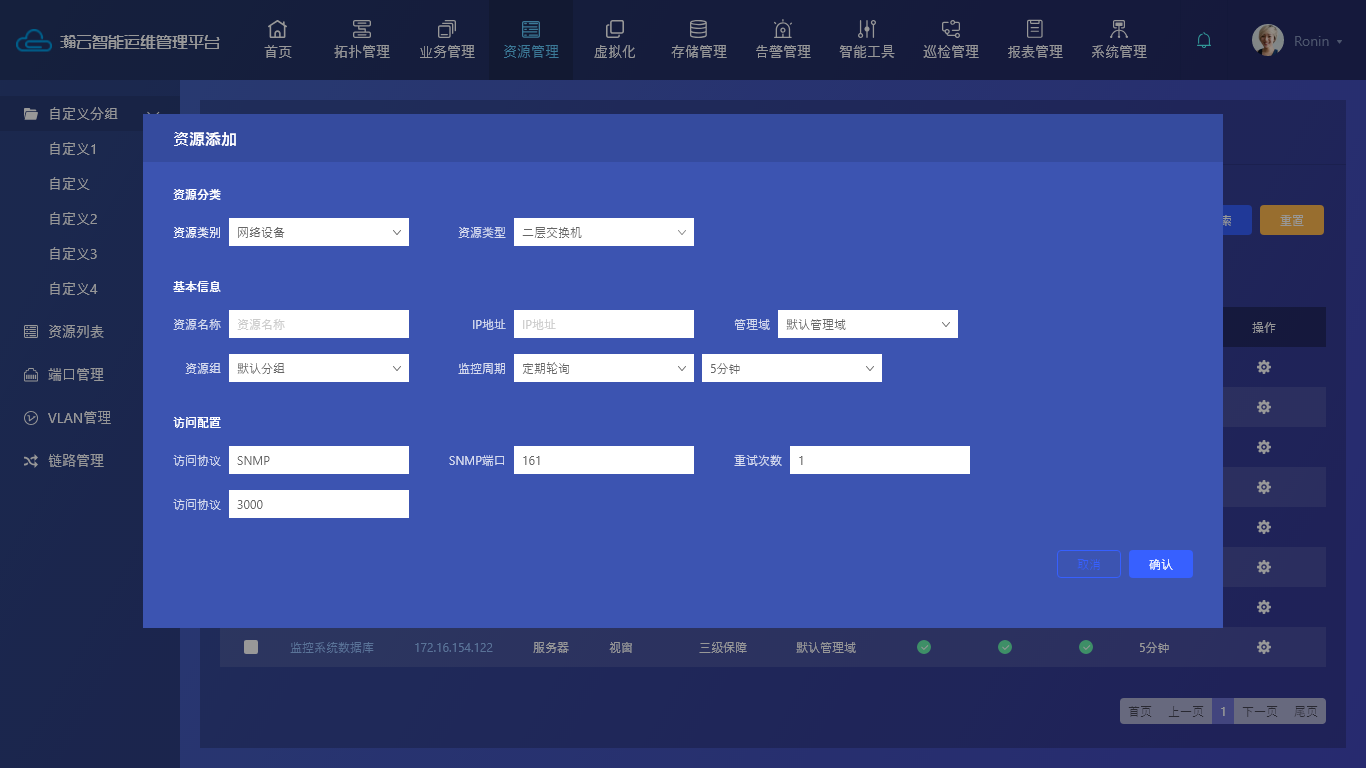 瀚云智能运维管理平台
首页 拓扑管理 业务管理 资源管理 虚拟化 存储管理 告警管理 智能工具 巡检管理 报表管理 系统管理
Ronin
自定义分组
自定义1
自定义
自定义2
自定义3
自定义4
资源列表
端口管理
VLAN管理
链路管理
资源添加
资源分类
资源类别 网络设备 资源类型 二层交换机
基本信息
资源名称 资源名称 IP地址 IP地址 管理域 默认管理域
资源组 默认分组 监控周期 定期轮询 5分钟
访问配置
访问协议 SNMP SNMP端口 161 重试次数 1
访问协议 3000
取消 确认
索 重置
操作
监控系统数据库 172.16.154.122 服务器 视窗 三级保障 默认管理域 5分钟
首页 上一页 1 下一页 尾页